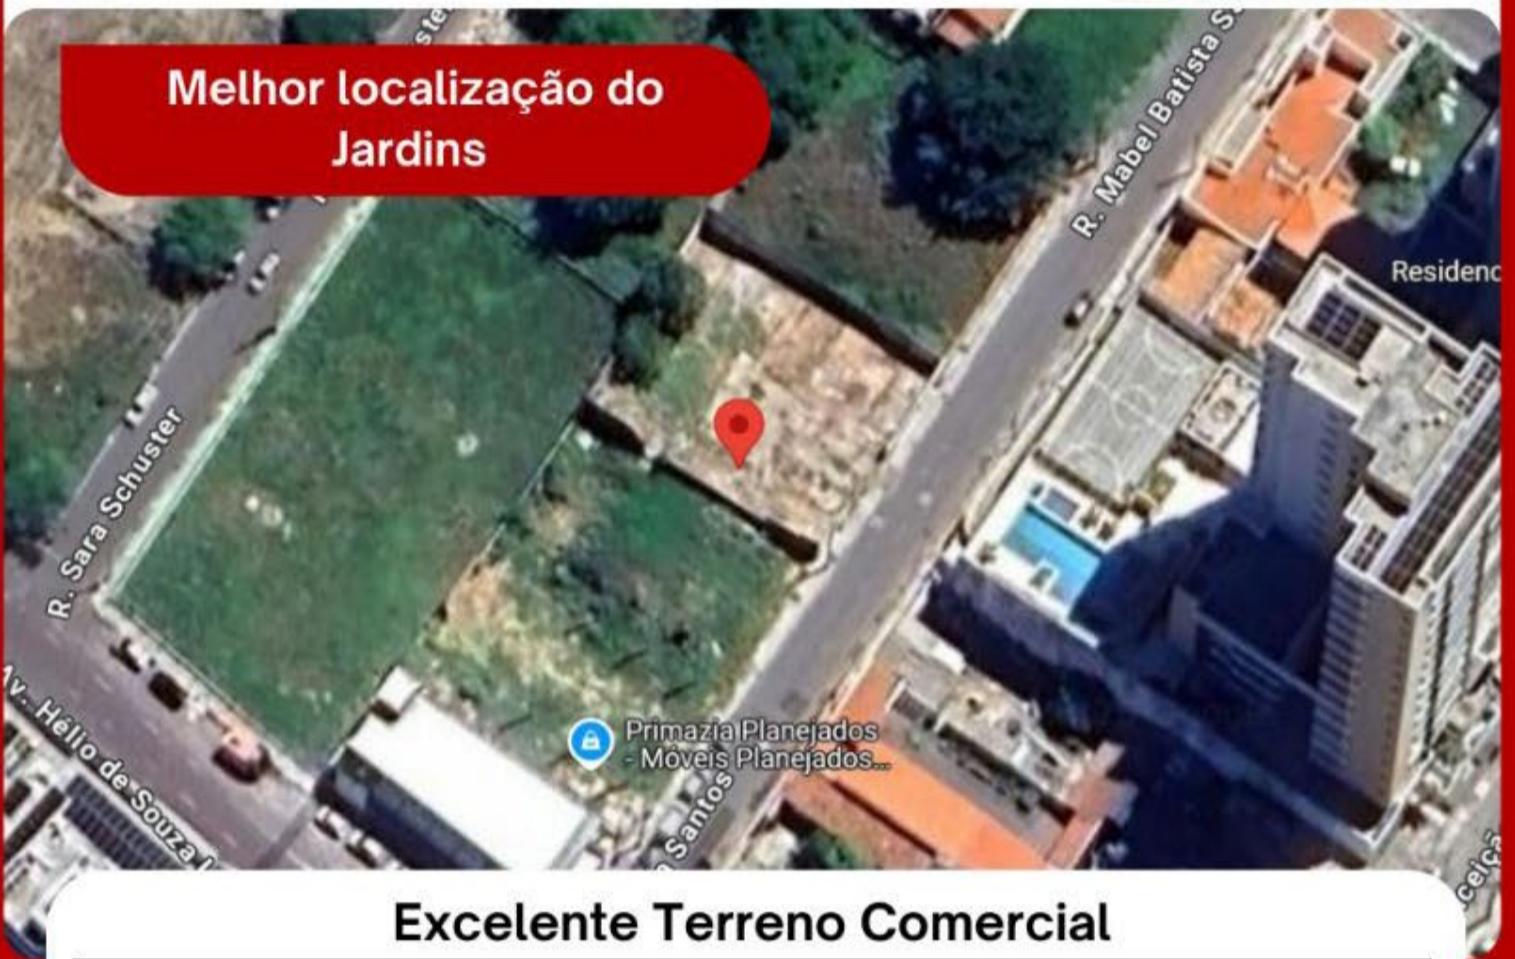 Melhor localização do
Jardins
R. Mabel Batista S
Residenc
R. Sara Schuster
Av. Hélio de Souza
Primazia Planejados
- Móveis Planejados...
Santos
Excelente Terreno Comercial